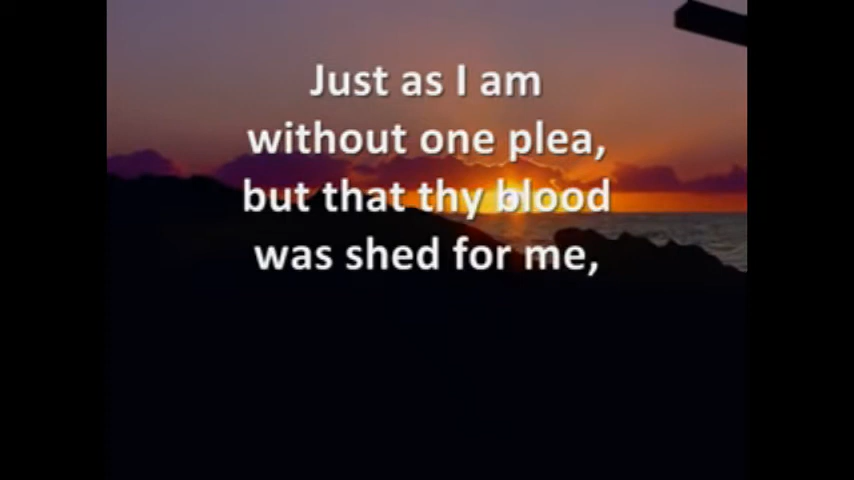 Just as I am
without one plea,
but that thy blood
was shed for me,